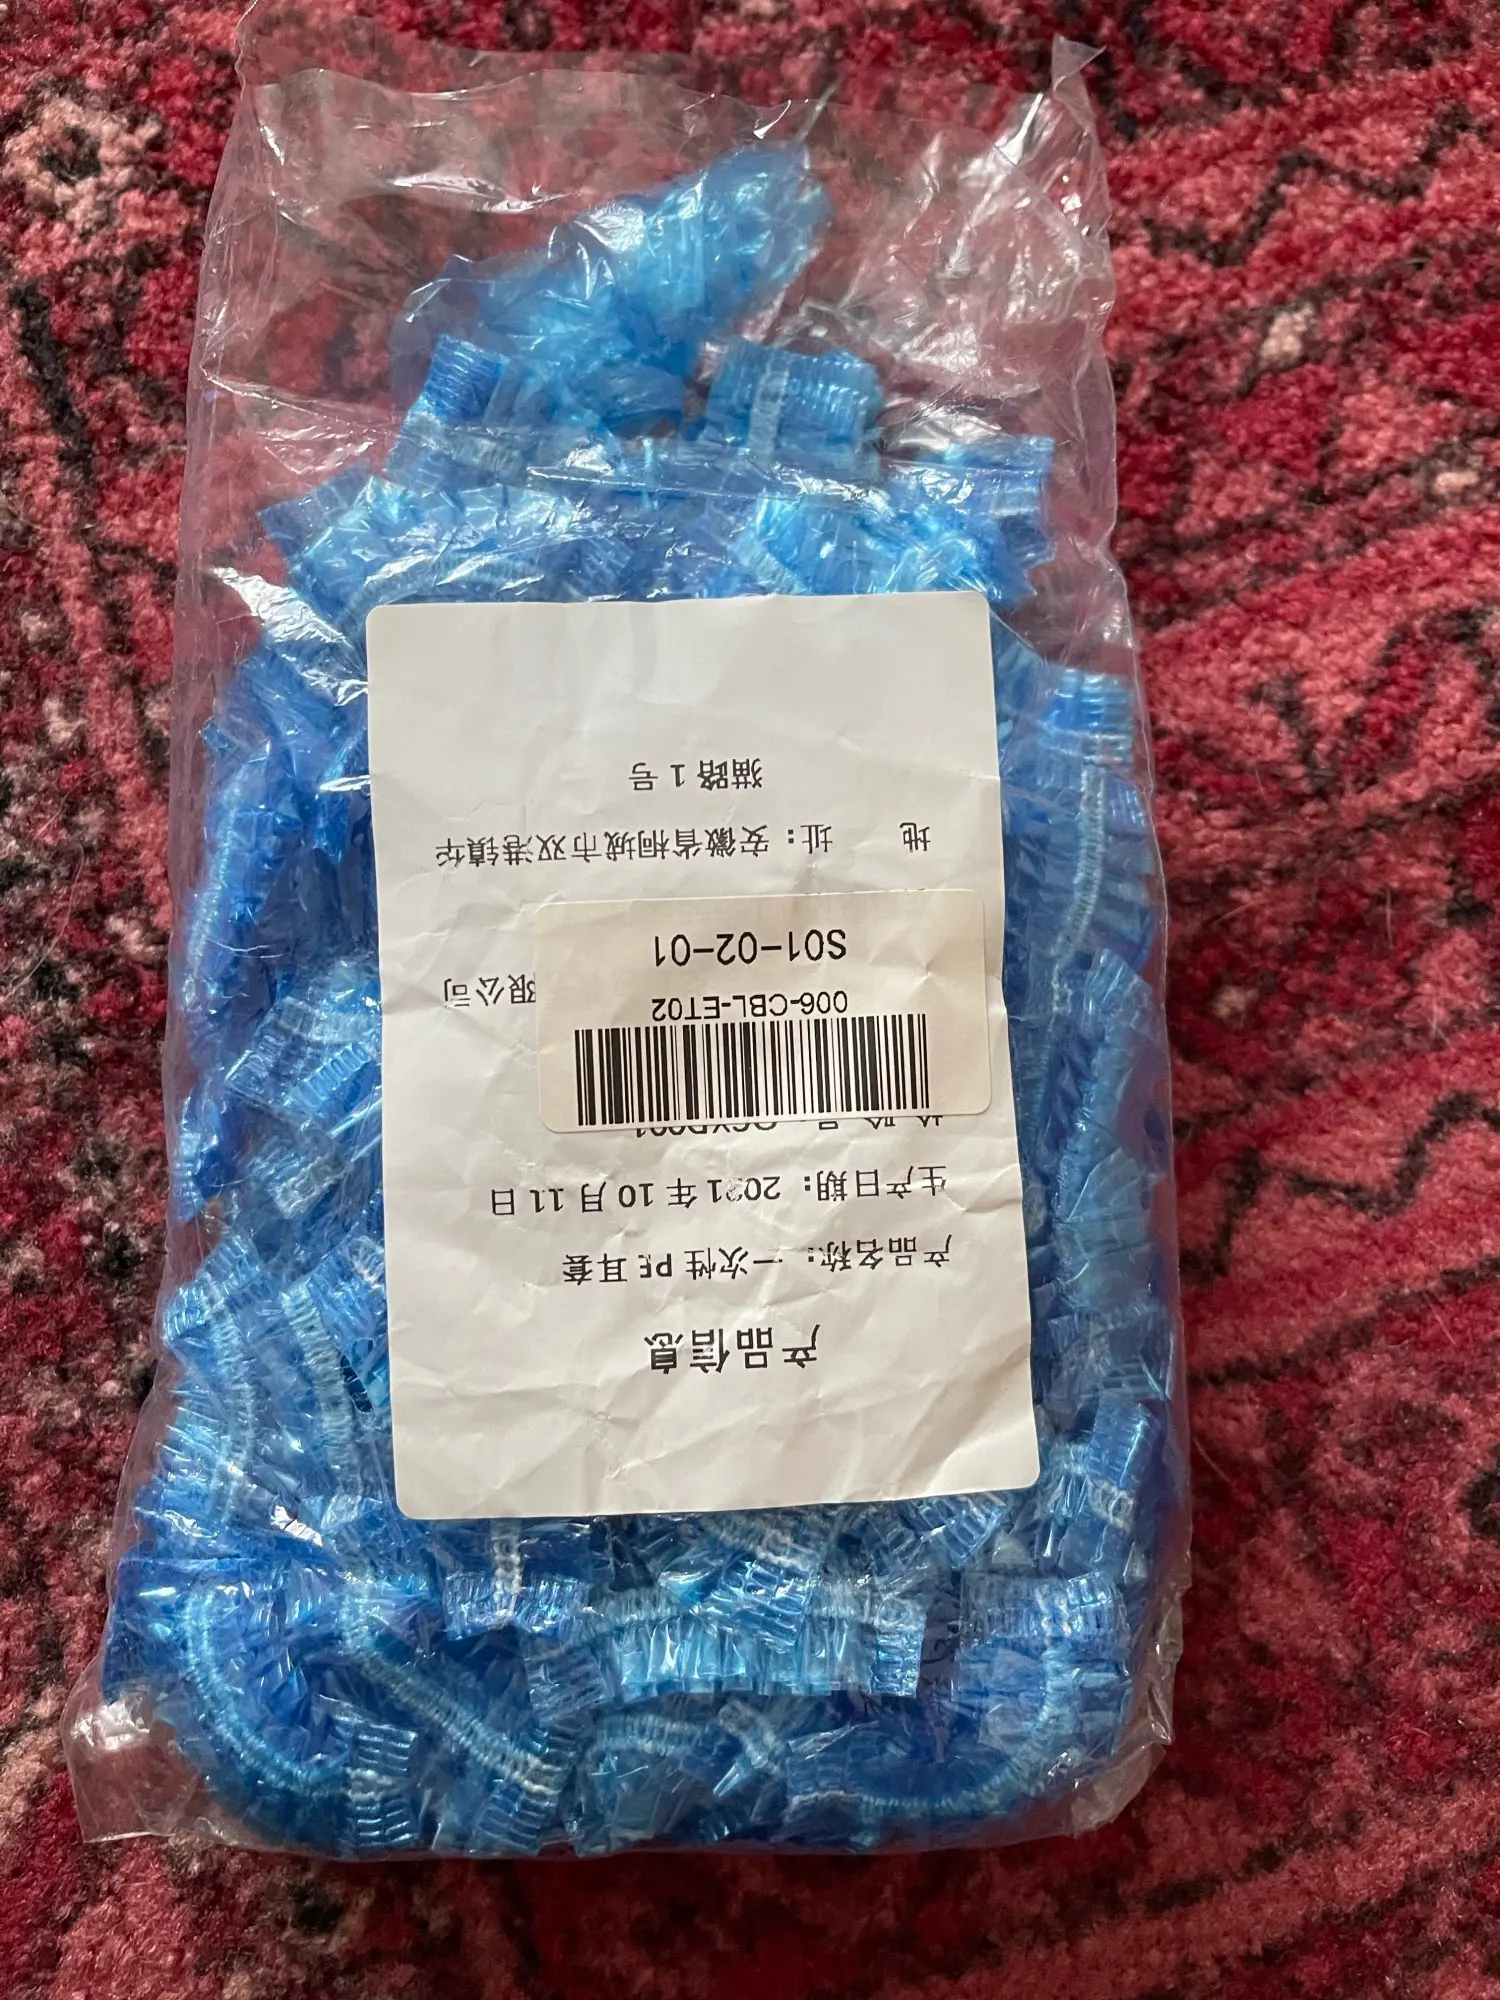 产品信息
产品名称：一次性 PE 耳套
生产日期：2021 年 10 月 11 日
006-CBL-ET02
S01-02-01
限公司
地 址：安徽省桐城市双港镇华
猫路 1 号